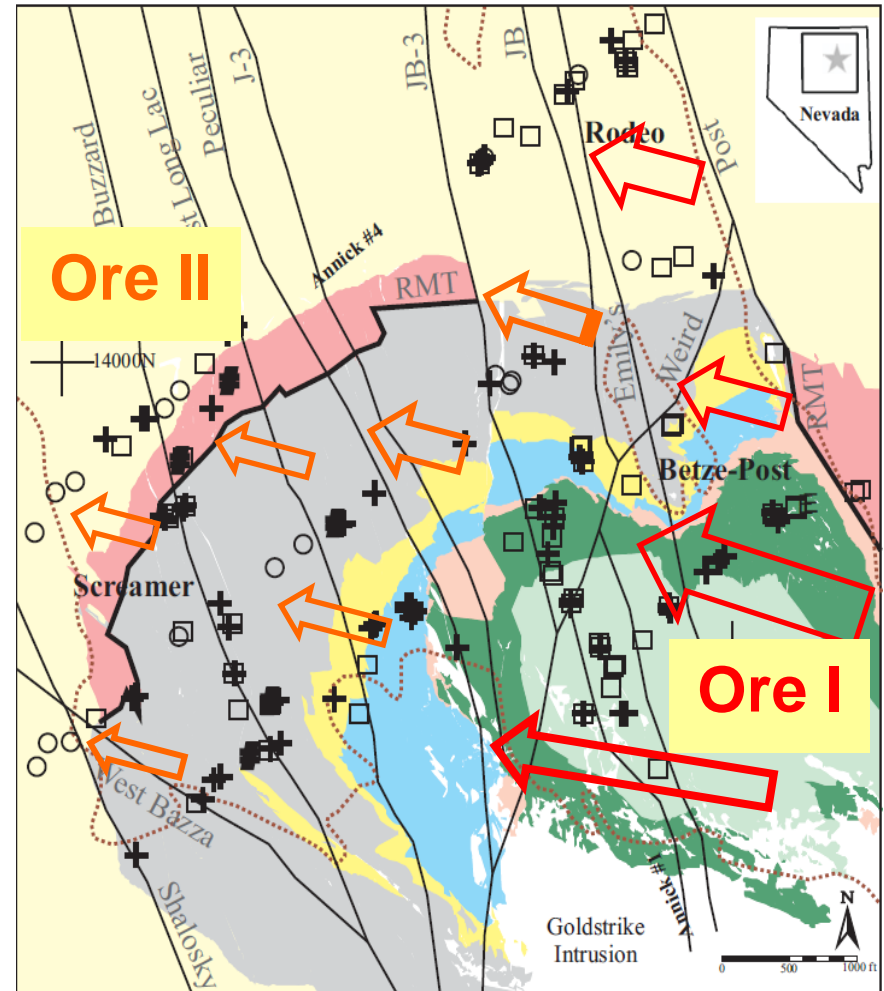 Buzzard
st Long Lac
Peculiar
J-3
JB-3
JB
Post
Nevada
Rodeo
Ore II
Annick #4
RMT
14000N
Emily's
Weird
RMT
Betze-Post
Screamer
Ore I
West Bazza
Shalosky
Annick #1
Goldstrike
Intrusion
N
0 500 1000 ft